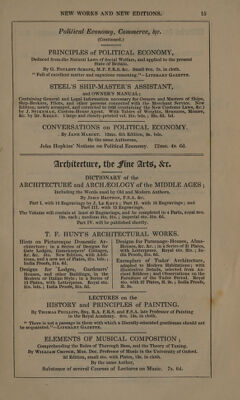 NEW WORKS AND NEW EDITIONS. 15
Political Economy, Commerce, &c.
(Continued.)
PRINCIPLES OF POLITICAL ECONOMY,
Deduced from the Natural Laws of Social Welfare, and applied to the present
State of Britain.
By G. POULETT SCROPE, M.P. F.R.S. &c. Small 8vo. 7s. in cloth.
"Full of excellent matter and sagacious reasoning."—LITERARY GAZETTE.
STEEL'S SHIP-MASTER'S ASSISTANT,
and OWNER'S MANUAL;
Containing General and Legal Information necessary for Owners and Masters of Ships,
Ship-Brokers, Pilots, and other persons connected with the Merchant Service. New
Edition, newly arranged, and corrected to 1833 (containing the New Customs Laws, &c.)
by J. STIKEMAN, Custom-House Agent. With Tables of Weights, Measures, Monies,
&c. by Dr. KELLY. 1 large and closely-printed vol. 21s. bds.; 22s. 6d. bd.
CONVERSATIONS on POLITICAL ECONOMY.
By JANE MARCET. 12mo. 6th Edition, 9s. bds.
By the same Authoress,
John Hopkins' Notions on Political Economy. 12mo. 4s. 6d.
Architecture, the Fine Arts, &c.
DICTIONARY of the
ARCHITECTURE and ARCHÆOLOGY of the MIDDLE AGES;
Including the Words used by Old and Modern Authors.
By JOHN BRITTON, F.S.A. &c.
Part I. with 11 Engravings by J. LE KEUX; Part II. with 10 Engravings; and
Part III. with 13 Engravings.
The Volume will contain at least 40 Engravings, and be completed in 4 Parts, royal 8vo.
12s. each; medium 4to, 24s.; imperial 4to, 31s. 6d.
Part IV. will be published shortly.
T. F. HUNT'S ARCHITECTURAL WORKS.
Hints on Picturesque Domestic Architecture;
in a Series of Designs for
Gate Lodges, Gamekeepers' Cottages,
&c. &c. 4to. New Edition, with Additions,
and a new set of Plates, 21s. bds.;
India Proofs, 31s. 6d.
Designs for Lodges, Gardeners'
Houses, and other Buildings, in the
Modern or Italian Style; in a Series of
12 Plates, with Letterpress. Royal 4to.
21s. bds.; India Proofs, 31s. 6d.
Designs for Parsonage-Houses, Alms-
Houses, &c. &c.; in a Series of 21 Plates,
with Letterpress. Royal 4to. 21s.; India
Proofs, 31s. 6d.
Exemplars of Tudor Architecture,
adapted to Modern Habitations; with
illustrative Details, selected from Ancient
Edifices; and Observations on the
Furniture of the Tudor Period. Royal
4to. with 37 Plates, 2l. 2s.; India Proofs,
3l. 3s.
LECTURES on the
HISTORY and PRINCIPLES of PAINTING.
By THOMAS PHILLIPS, Esq. R.A. F.R.S. and F.S.A. late Professor of Painting
in the Royal Academy. 8vo. 13s. in cloth.
"There is not a passage in them with which a liberally-educated gentleman should not
be acquainted."—LITERARY GAZETTE.
ELEMENTS OF MUSICAL COMPOSITION;
Comprehending the Rules of Thorough Bass, and the Theory of Tuning.
By WILLIAM CROTCH, Mus. Doc. Professor of Music in the University of Oxford.
2d Edition, small 4to. with Plates, 12s. in cloth.
By the same Author,
Substance of several Courses of Lectures on Music. 7s. 6d.